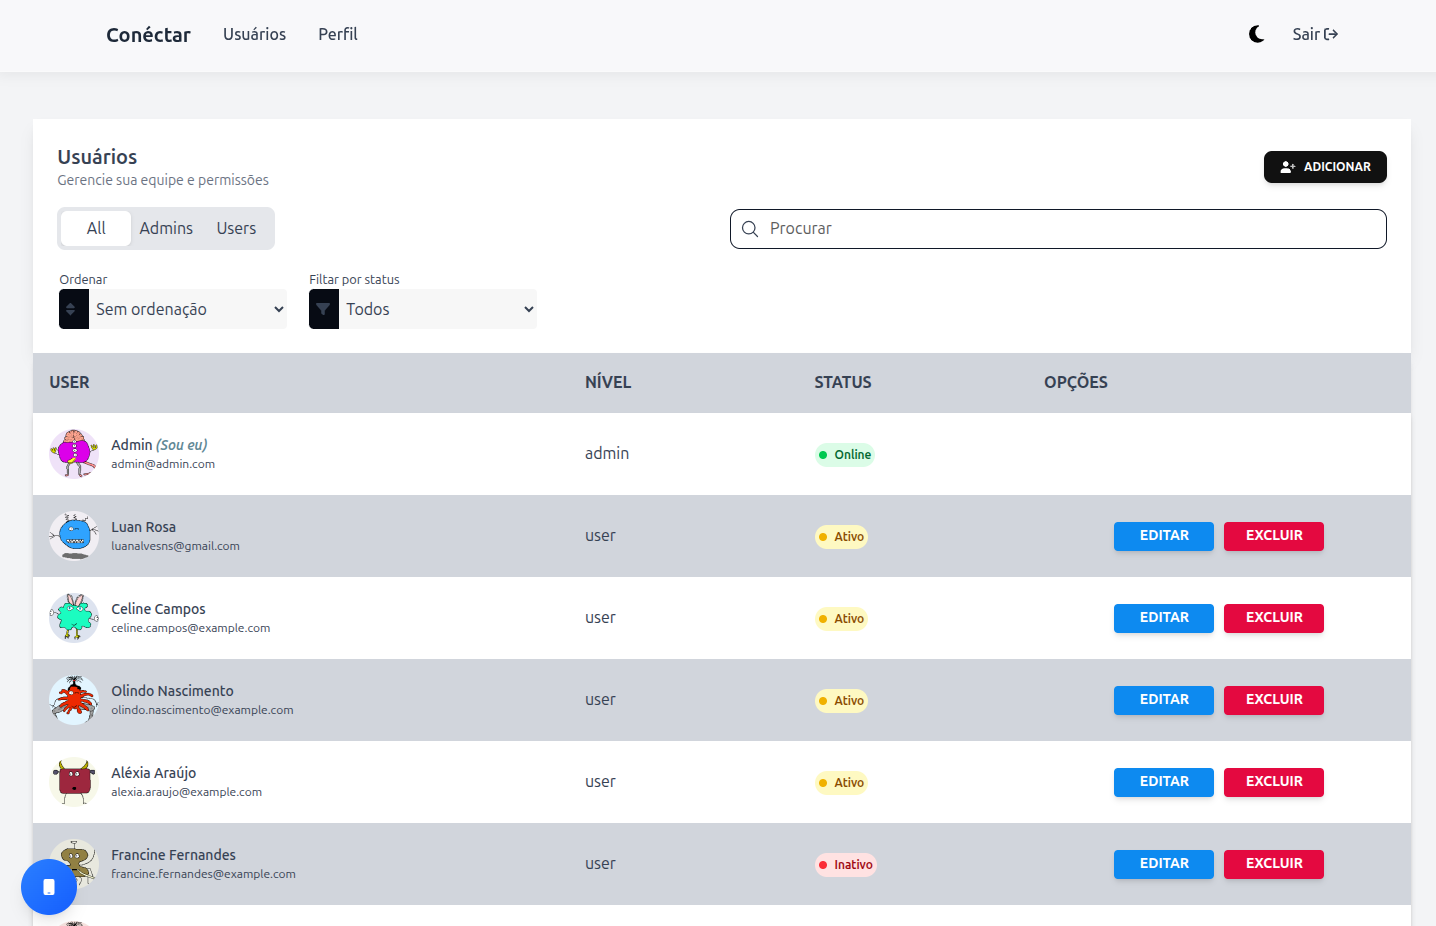 Conéctar Usuários Perfil Sair
Usuários
Gerencie sua equipe e permissões
ADICIONAR
All Admins Users
Procurar
Ordenar Filtar por status
Sem ordenação Todos
USER NÍVEL STATUS OPÇÕES
Admin (Sou eu)
admin@admin.com
admin Online
Luan Rosa
luanalvesns@gmail.com
user Ativo EDITAR EXCLUIR
Celine Campos
celine.campos@example.com
user Ativo EDITAR EXCLUIR
Olindo Nascimento
olindo.nascimento@example.com
user Ativo EDITAR EXCLUIR
Aléxia Araújo
alexia.araujo@example.com
user Ativo EDITAR EXCLUIR
Francine Fernandes
francine.fernandes@example.com
user Inativo EDITAR EXCLUIR